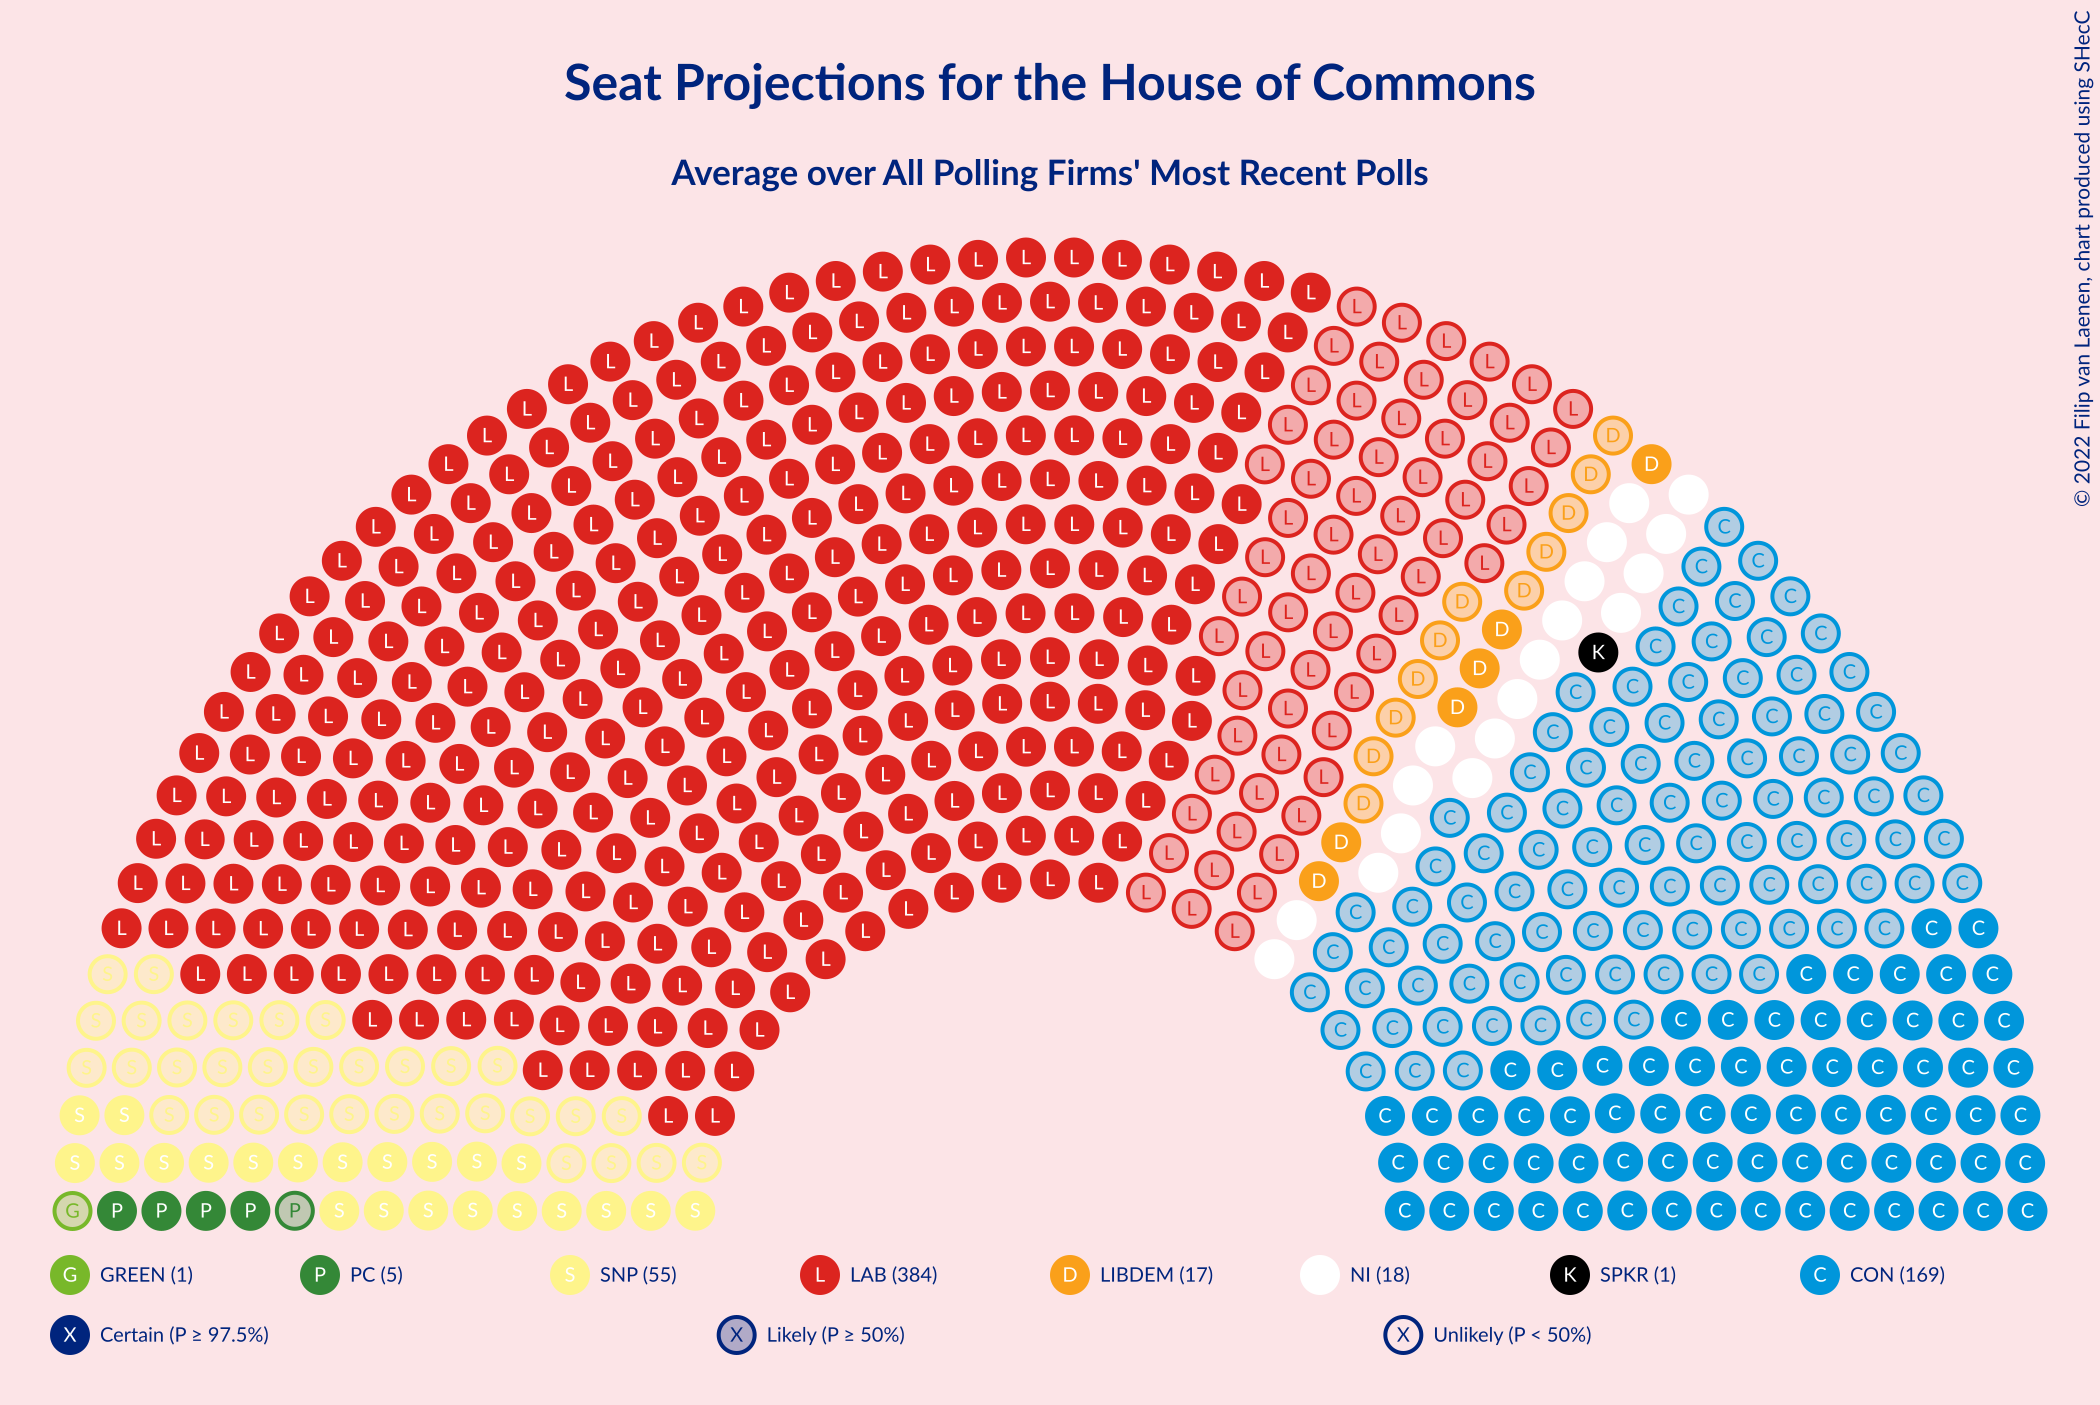 Seat Projections for the House of Commons
Average over All Polling Firms' Most Recent Polls
© 2022 Filip van Laenen, chart produced using SHecC
G GREEN (1)
P PC (5)
S SNP (55)
L LAB (384)
D LIBDEM (17)
NI (18)
K SPKR (1)
C CON (169)
X Certain (P ≥ 97.5%)
X Likely (P ≥ 50%)
X Unlikely (P < 50%)